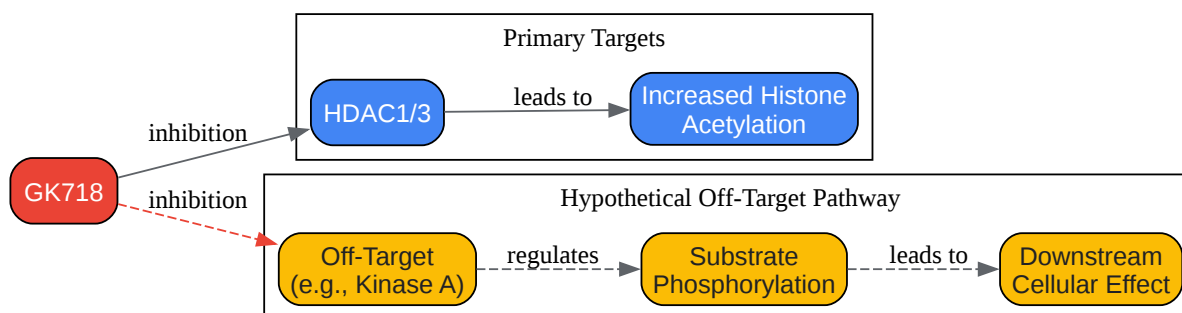 Primary Targets
HDAC1/3
leads to
Increased Histone
Acetylation
inhibition
GK718
inhibition
Hypothetical Off-Target Pathway
Off-Target
(e.g., Kinase A)
regulates
Substrate
Phosphorylation
leads to
Downstream
Cellular Effect